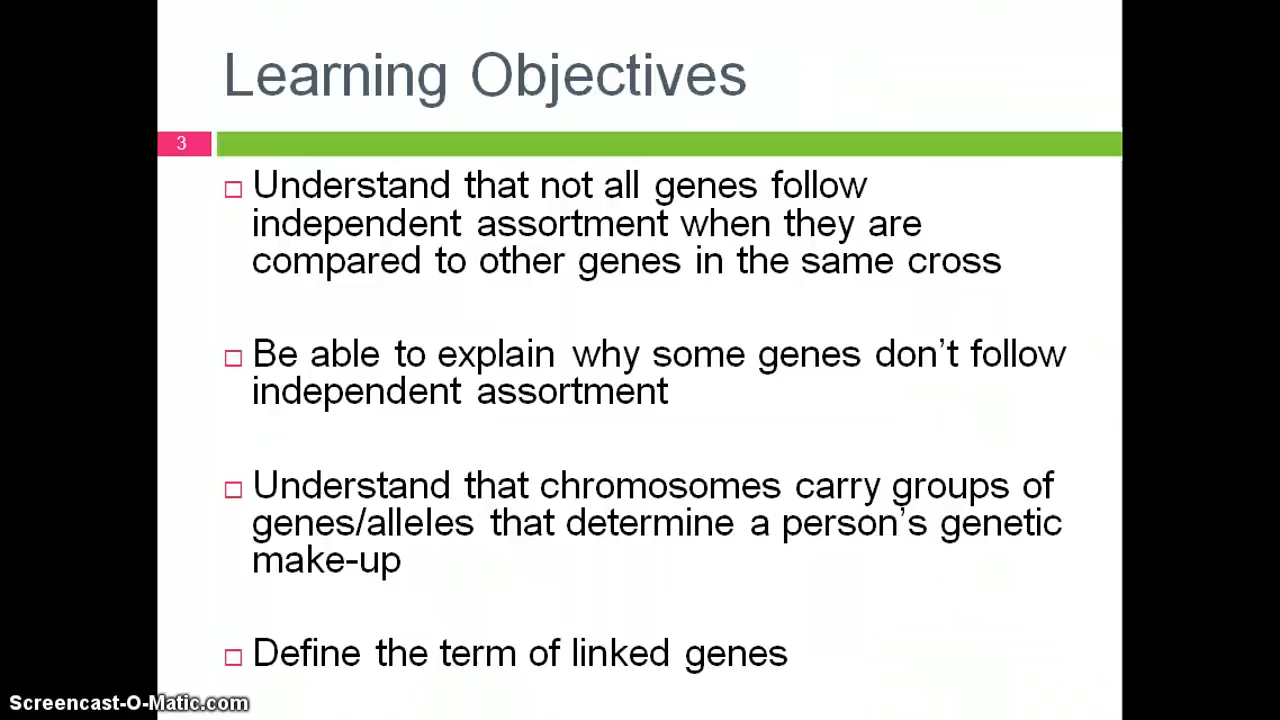 Learning Objectives
3
Understand that not all genes follow
independent assortment when they are
compared to other genes in the same cross
Be able to explain why some genes don’t follow
independent assortment
Understand that chromosomes carry groups of
genes/alleles that determine a person’s genetic
make-up
Define the term of linked genes
Screencast-O-Matic.com